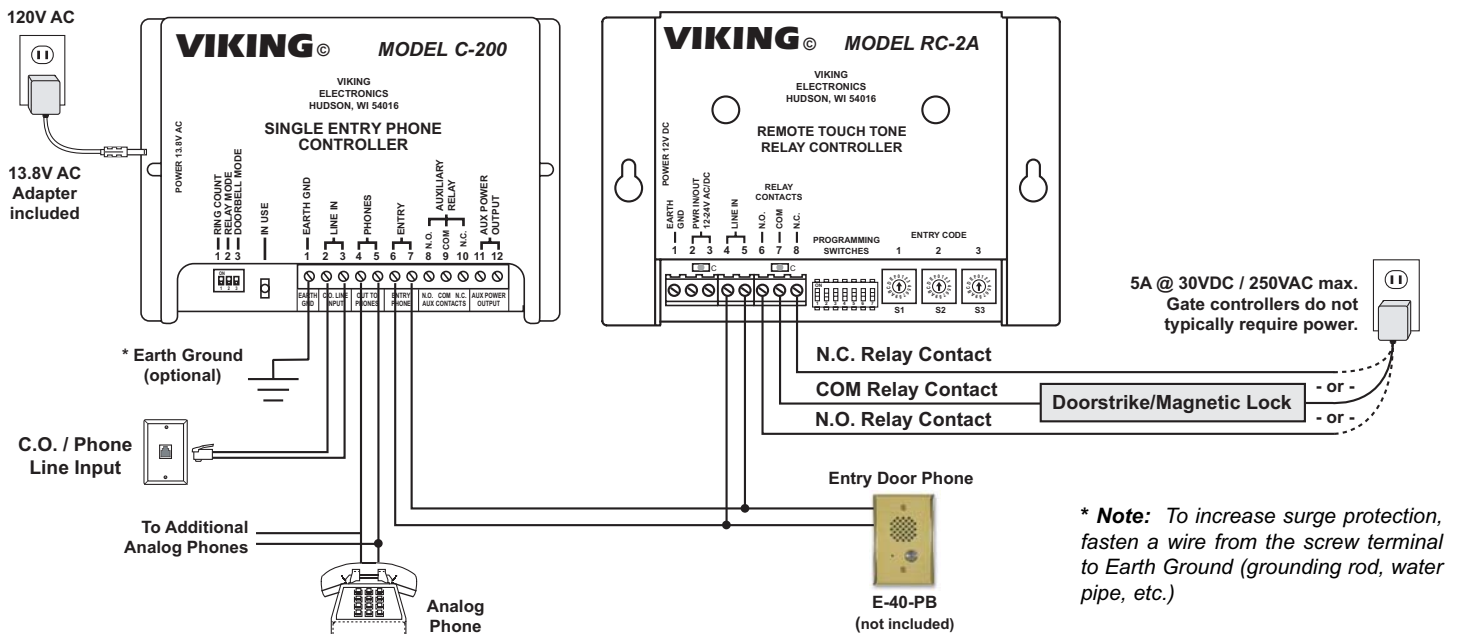 120V AC
13.8V AC
Adapter
included
VIKING© MODEL C-200
VIKING
ELECTRONICS
HUDSON, WI 54016
SINGLE ENTRY PHONE
CONTROLLER
POWER 13.8V AC
RING COUNT
RELAY MODE
DOORBELL MODE
IN USE
EARTH GND
LINE IN
PHONES
ENTRY
AUXILIARY
RELAY
N.O.
COM
N.C.
AUX POWER
OUTPUT
1 2 3
1 2 3 4 5 6 7 8 9 10 11 12
ON
1 2 3
EARTH
GND
C.O. LINE
INPUT
OUT TO
PHONES
ENTRY
PHONE
N.O. COM N.C.
AUX CONTACTS
AUX POWER
OUTPUT
* Earth Ground
(optional)
C.O. / Phone
Line Input
To Additional
Analog Phones
Analog
Phone
VIKING© MODEL RC-2A
VIKING
ELECTRONICS
HUDSON, WI 54016
REMOTE TOUCH TONE
RELAY CONTROLLER
POWER 12V DC
EARTH
GND
PWR IN/OUT
12-24V AC/DC
LINE IN
RELAY
CONTACTS
N.O.
COM
N.C.
1 2 3 4 5 6 7 8
PROGRAMMING
SWITCHES
ENTRY CODE
1 2 3
C
C
ON
S1 S2 S3
5A @ 30VDC / 250VAC max.
Gate controllers do not
typically require power.
N.C. Relay Contact
COM Relay Contact
N.O. Relay Contact
Doorstrike/Magnetic Lock
- or -
- or -
Entry Door Phone
E-40-PB
(not included)
* Note: To increase surge protection,
fasten a wire from the screw terminal
to Earth Ground (grounding rod, water
pipe, etc.)